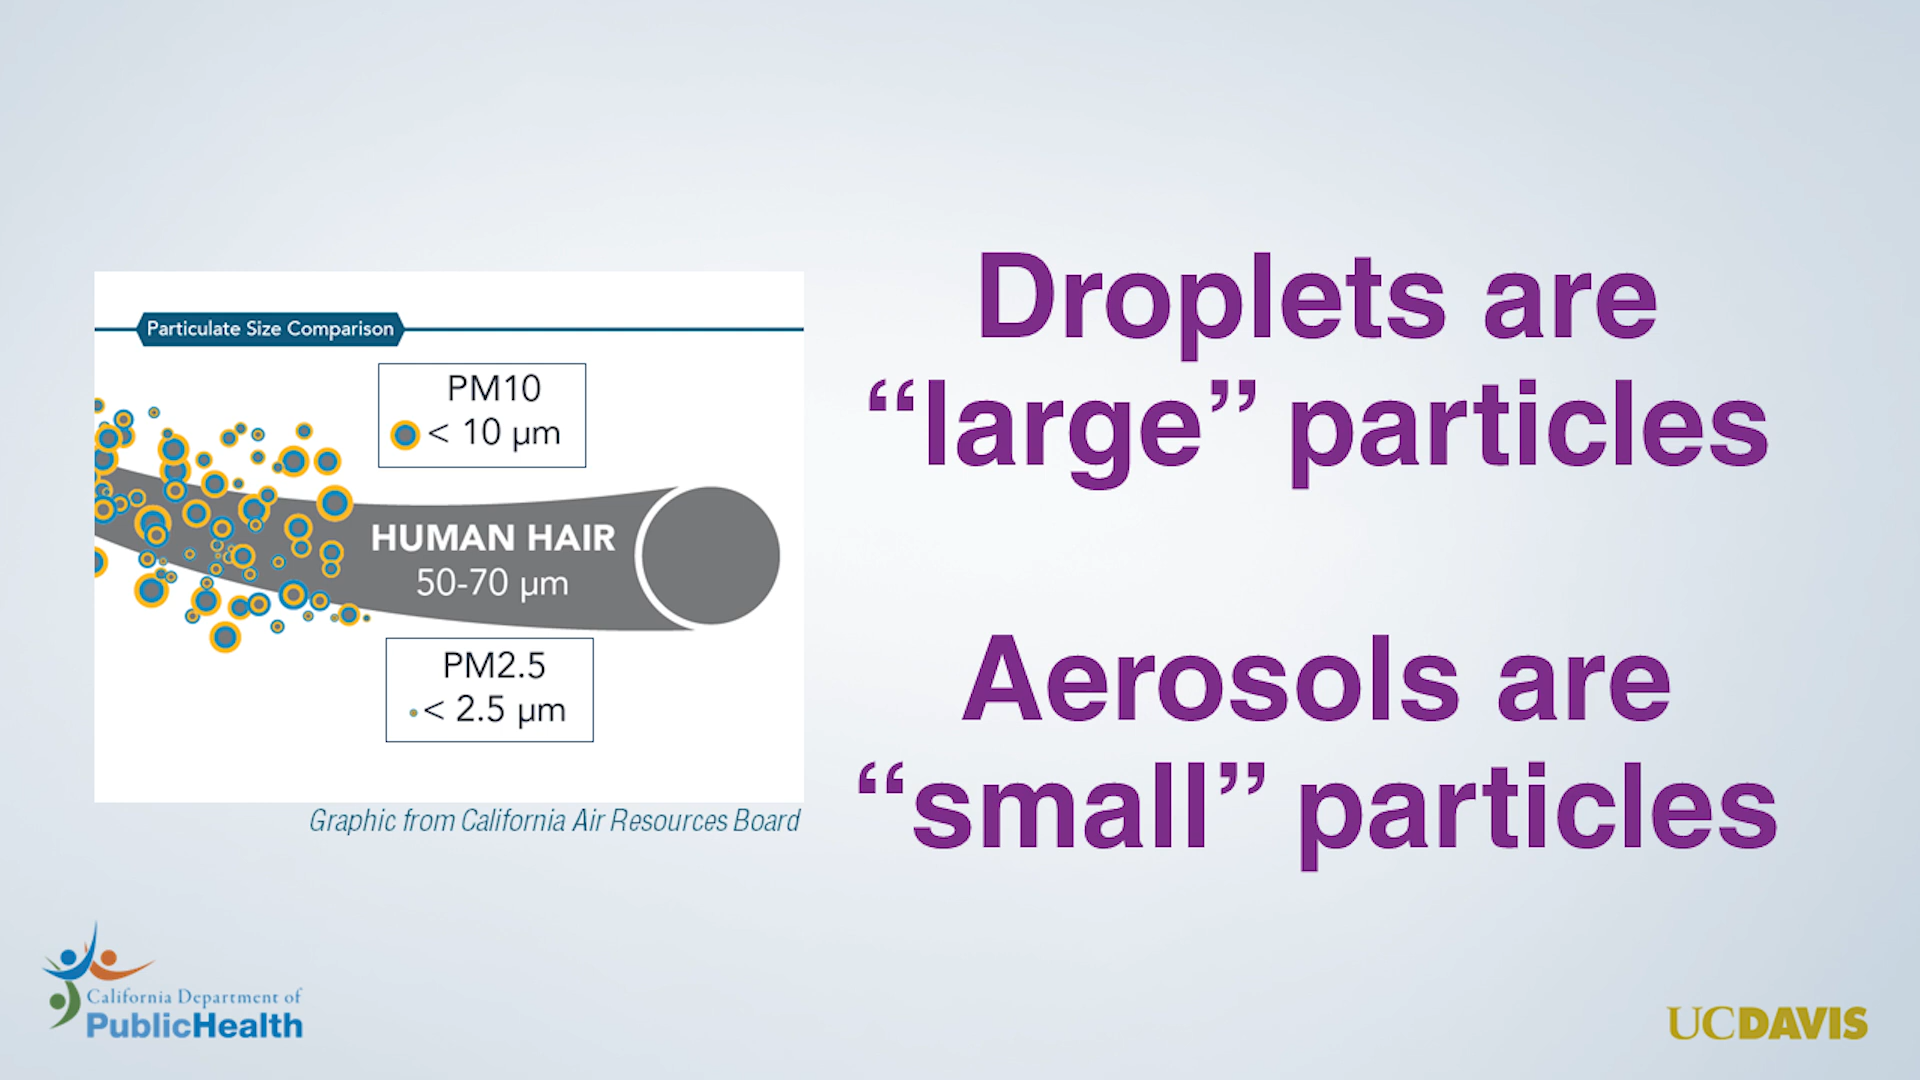 Particulate Size Comparison
PM10
< 10 µm
HUMAN HAIR
50-70 µm
PM2.5
< 2.5 µm
Graphic from California Air Resources Board
Droplets are
“large” particles
Aerosols are
“small” particles
California Department of
PublicHealth
UCDAVIS